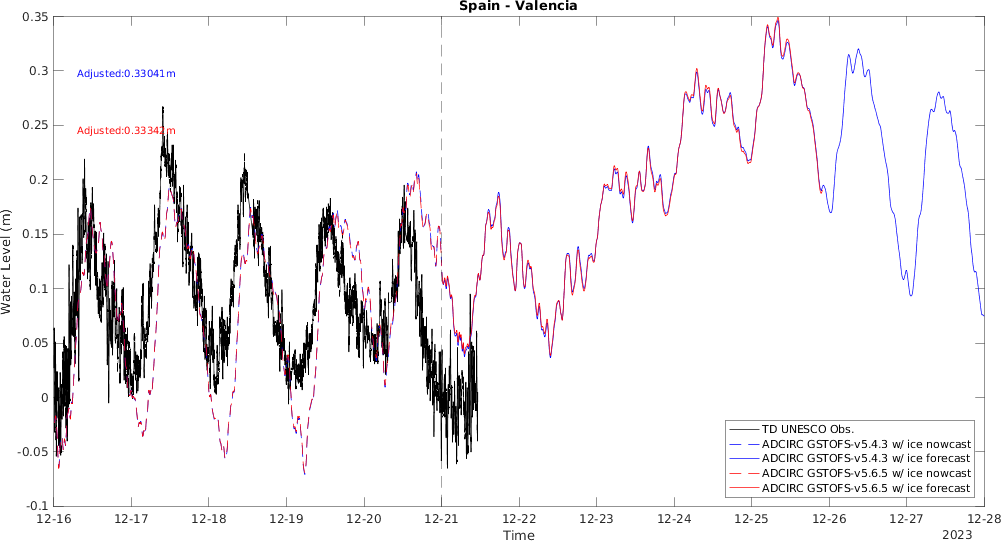 Spain - Valencia
0.35
0.3
0.25
0.2
0.15
0.1
0.05
0
-0.05
-0.1
Water Level (m)
Adjusted:0.33041m
Adjusted:0.33342m
TD UNESCO Obs.
ADCIRC GSTOFS-v5.4.3 w/ ice nowcast
ADCIRC GSTOFS-v5.4.3 w/ ice forecast
ADCIRC GSTOFS-v5.6.5 w/ ice nowcast
ADCIRC GSTOFS-v5.6.5 w/ ice forecast
12-16 12-17 12-18 12-19 12-20 12-21 12-22 12-23 12-24 12-25 12-26 12-27 12-28
Time
2023